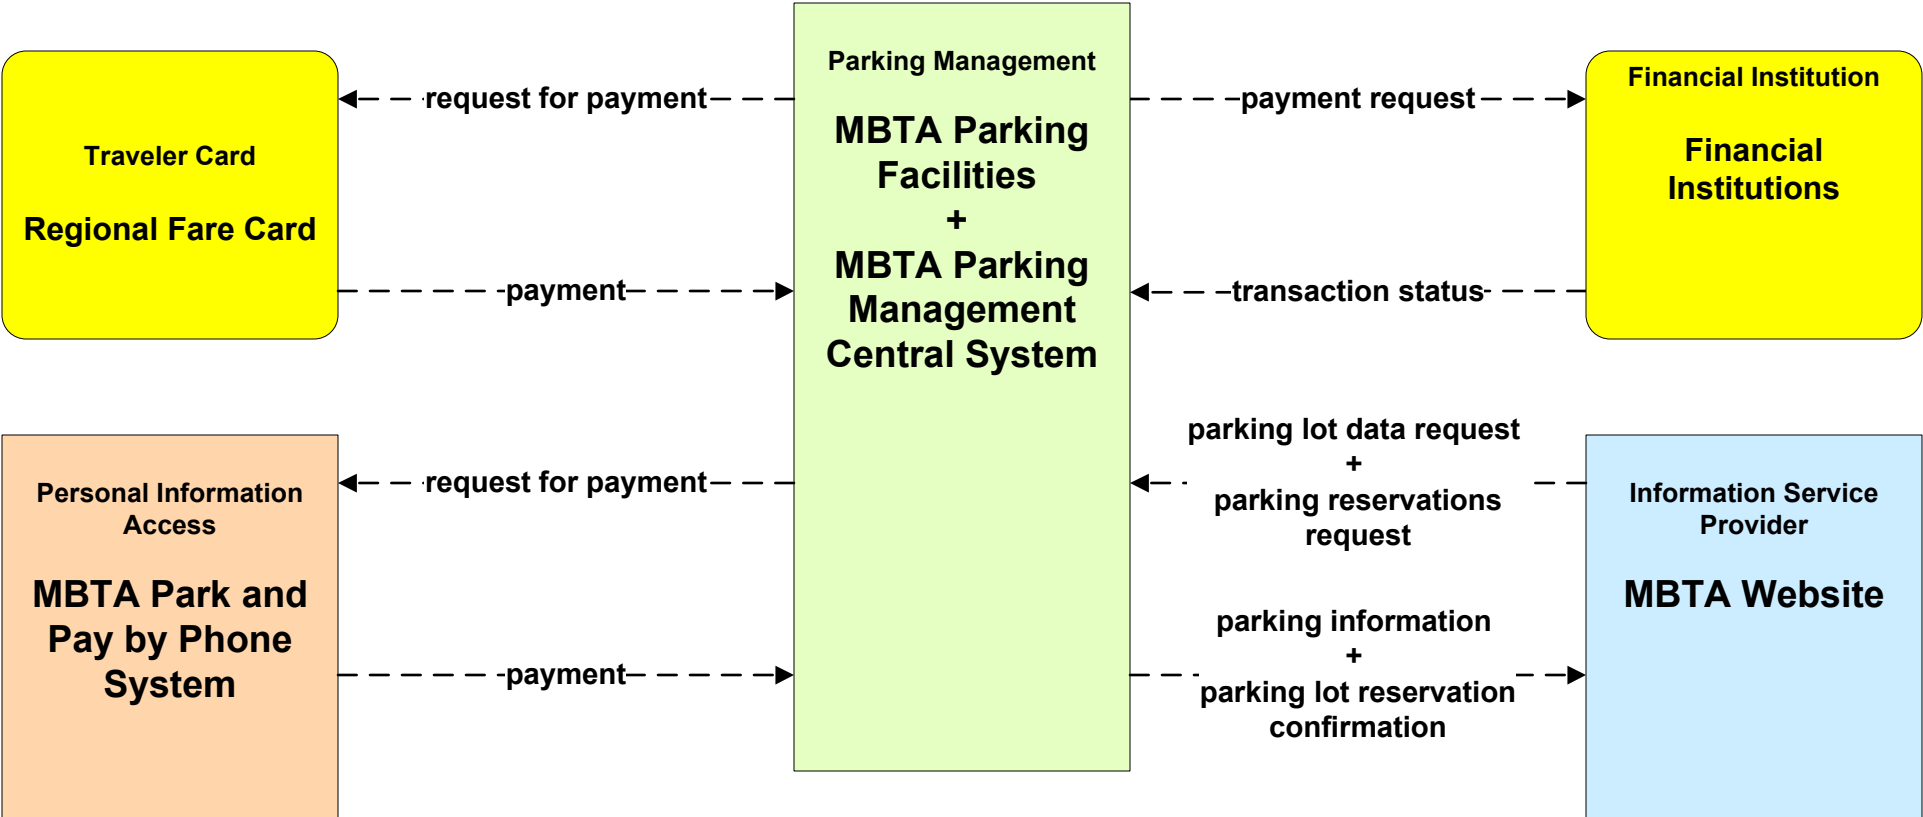 Traveler Card
Regional Fare Card
request for payment
payment
Parking Management
MBTA Parking
Facilities
+
MBTA Parking
Management
Central System
payment request
transaction status
Financial Institution
Financial
Institutions
Personal Information
Access
MBTA Park and
Pay by Phone
System
request for payment
payment
parking lot data request
+
parking reservations
request
parking information
+
parking lot reservation
confirmation
Information Service
Provider
MBTA Website